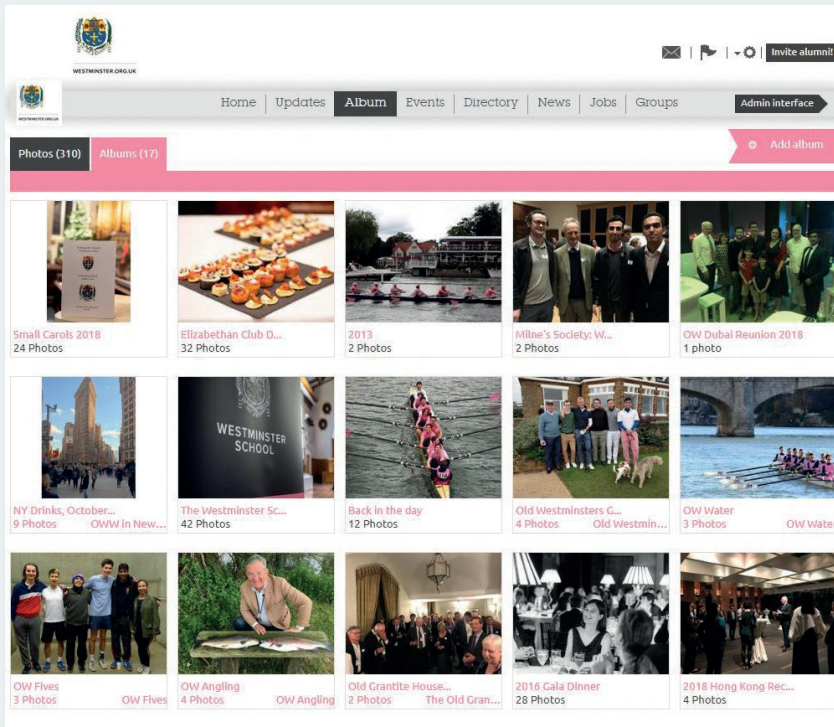 WESTMINSTER.ORG.UK
Invite alumni!
WESTMINSTER.ORG.UK
Home Updates Album Events Directory News Jobs Groups
Admin interface
Photos (310) Albums (17)
Add album
WESTMINSTER
SCHOOL
Small Carols 2018
24 Photos
Elizabethan Club D...
32 Photos
2013
2 Photos
Milne's Society: W...
2 Photos
OW Dubai Reunion 2018
1 photo
NY Drinks, October...
9 Photos OWW in New...
The Westminster Sc...
42 Photos
Back in the day
12 Photos
Old Westminsters G...
4 Photos Old Westmin...
OW Water
3 Photos OW Water
OW Fives
3 Photos OW Fives
OW Angling
4 Photos OW Angling
Old Grantite House...
2 Photos The Old Gran...
2016 Gala Dinner
28 Photos
2018 Hong Kong Rec...
4 Photos